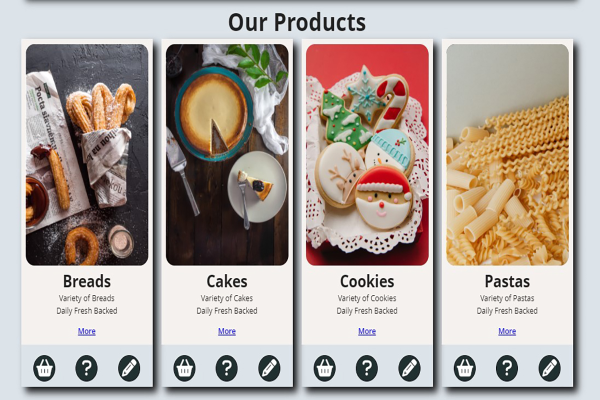 Our Products
Breads
Variety of Breads
Daily Fresh Backed
More
Cakes
Variety of Cakes
Daily Fresh Backed
More
Cookies
Variety of Cookies
Daily Fresh Backed
More
Pastas
Variety of Pastas
Daily Fresh Backed
More